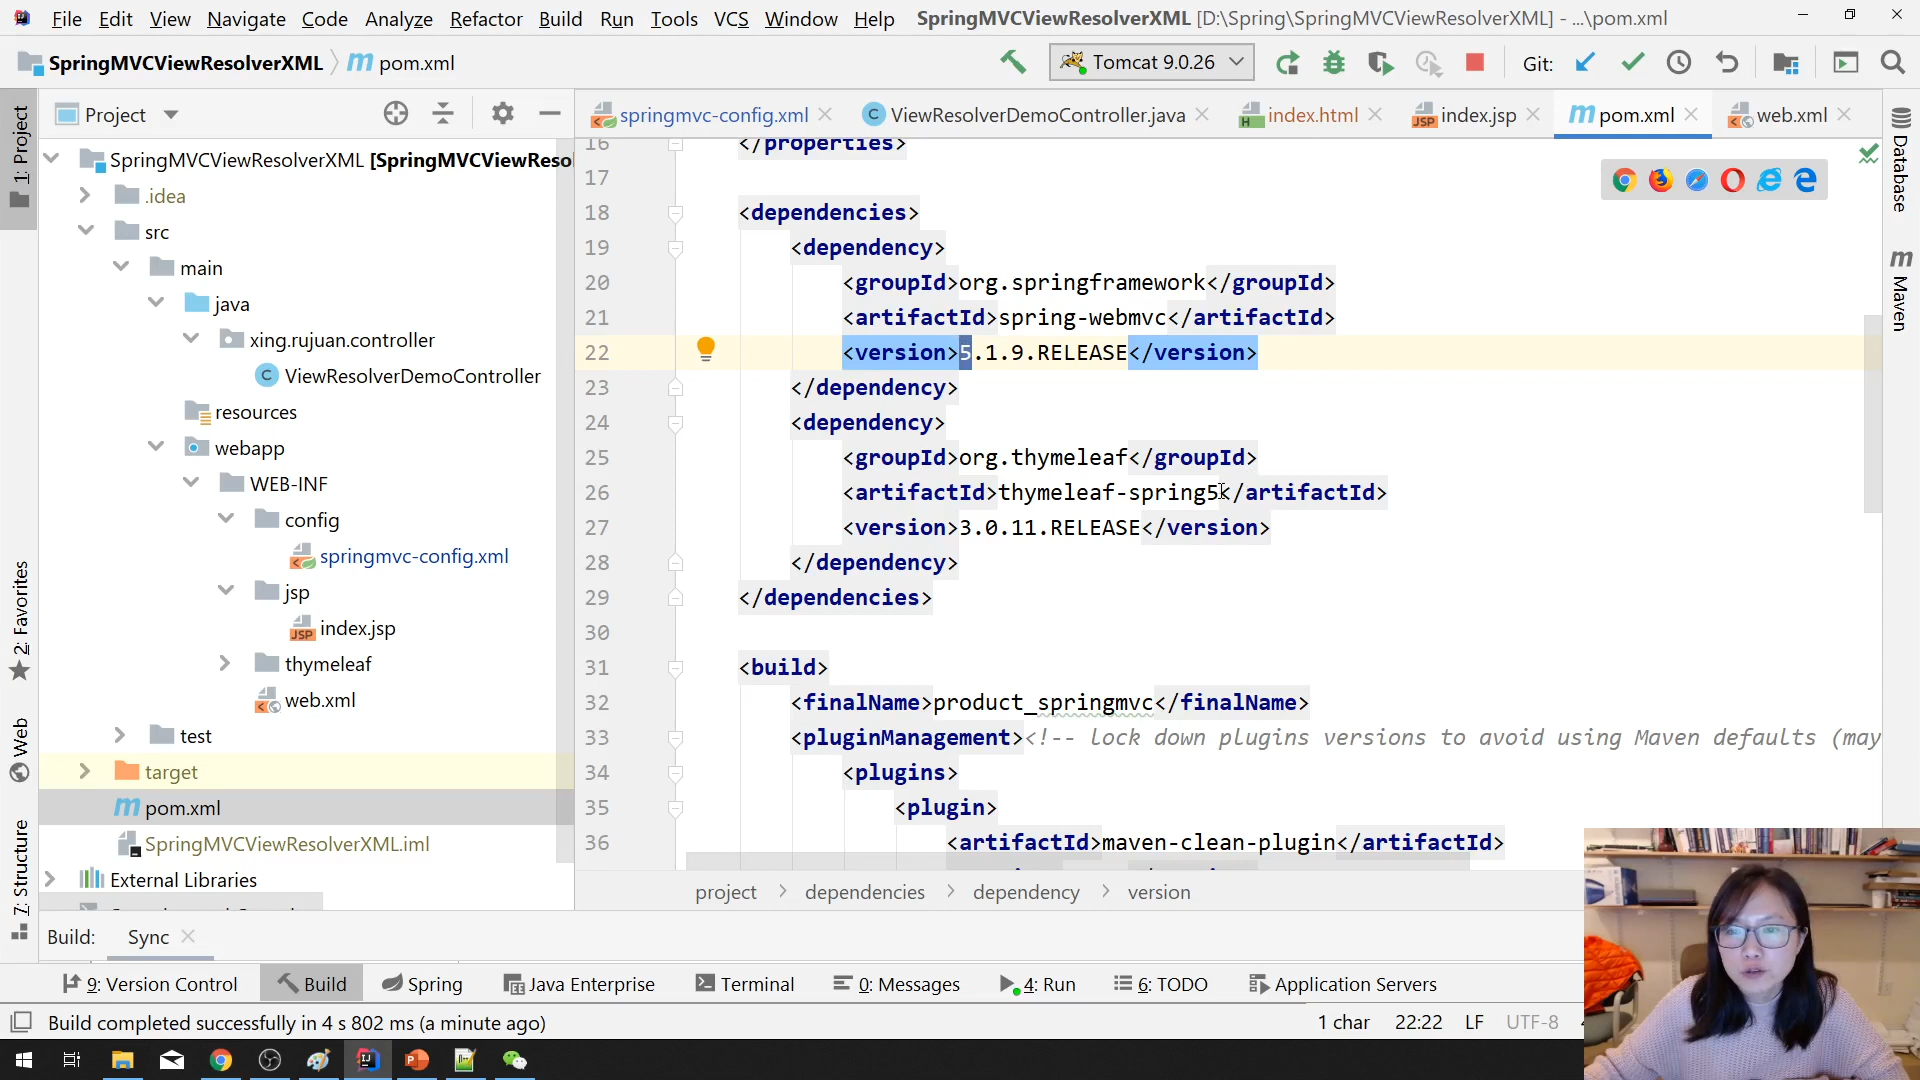 File Edit View Navigate Code Analyze Refactor Build Run Tools VCS Window Help SpringMVCViewResolverXML [D:\Spring\SpringMVCViewResolverXML] - ...\pom.xml
SpringMVCViewResolverXML pom.xml Tomcat 9.0.26 Git:
Project springmvc-config.xml ViewResolverDemoController.java index.html index.jsp pom.xml web.xml
1: Project
2: Favorites
Web
7: Structure
Database
Maven
SpringMVCViewResolverXML [SpringMVCViewReso
.idea
src
main
java
xing.rujuan.controller
ViewResolverDemoController
resources
webapp
WEB-INF
config
springmvc-config.xml
jsp
index.jsp
thymeleaf
web.xml
test
target
pom.xml
SpringMVCViewResolverXML.iml
External Libraries
16 </properties>
17
18 <dependencies>
19 <dependency>
20 <groupId>org.springframework</groupId>
21 <artifactId>spring-webmvc</artifactId>
22 <version>5.1.9.RELEASE</version>
23 </dependency>
24 <dependency>
25 <groupId>org.thymeleaf</groupId>
26 <artifactId>thymeleaf-spring5</artifactId>
27 <version>3.0.11.RELEASE</version>
28 </dependency>
29 </dependencies>
30
31 <build>
32 <finalName>product_springmvc</finalName>
33 <pluginManagement><!-- lock down plugins versions to avoid using Maven defaults (may
34 <plugins>
35 <plugin>
36 <artifactId>maven-clean-plugin</artifactId>
project dependencies dependency version
Build: Sync
9: Version Control Build Spring Java Enterprise Terminal 0: Messages 4: Run 6: TODO Application Servers
Build completed successfully in 4 s 802 ms (a minute ago) 1 char 22:22 LF UTF-8